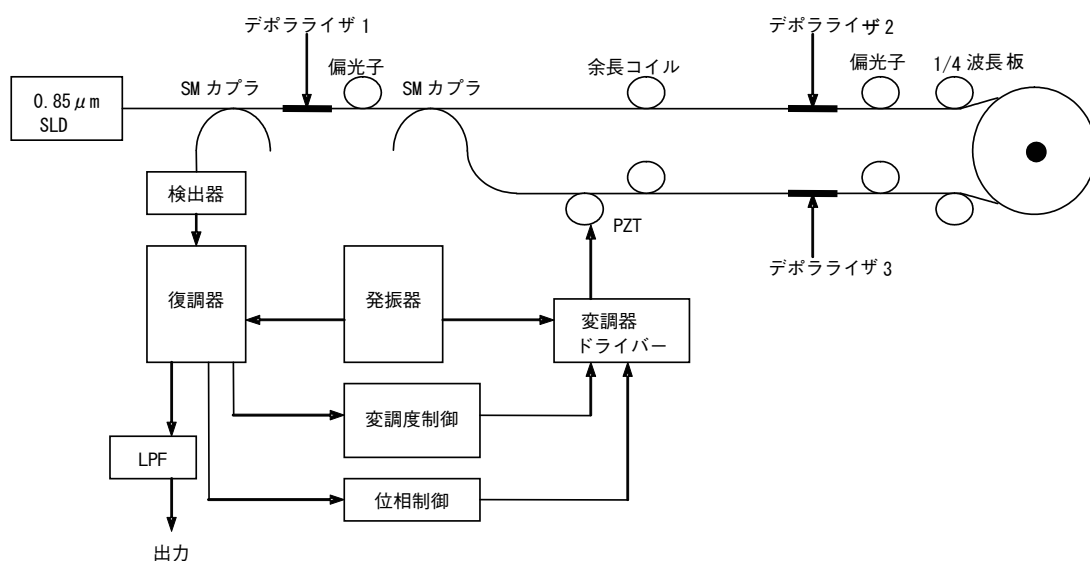 デポラライザ 1
デポラライザ 2
偏光子
余長コイル
偏光子
1/4 波長板
SM カプラ
SM カプラ
0.85μm
SLD
検出器
PZT
デポラライザ 3
復調器
発振器
変調器
ドライバー
変調度制御
LPF
位相制御
出力